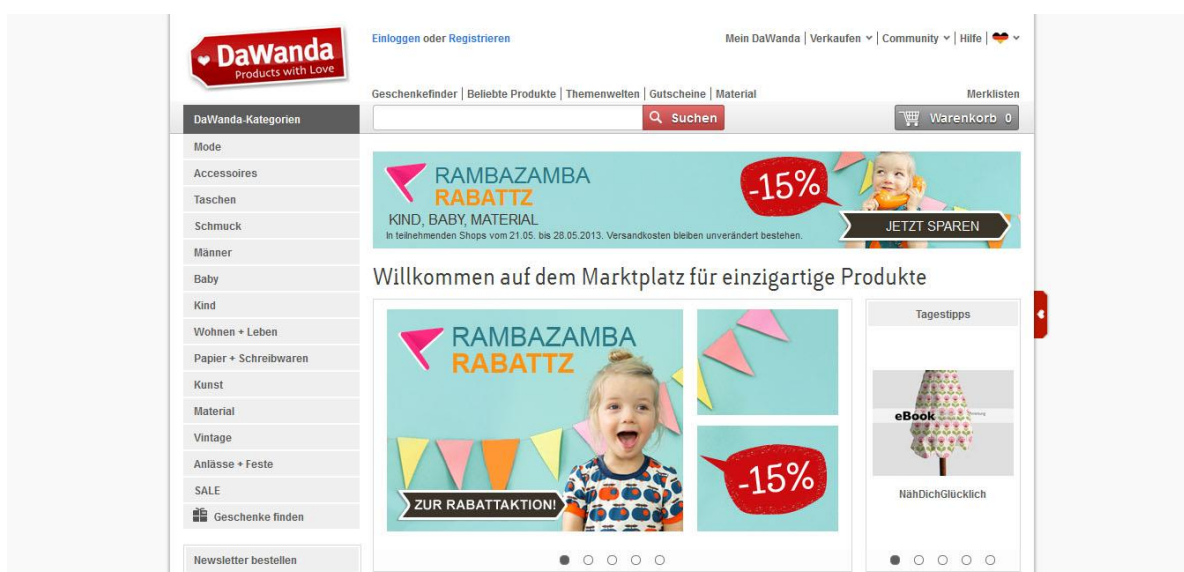 DaWanda
Products with Love
Einloggen oder Registrieren
Mein DaWanda | Verkaufen | Community | Hilfe |
Geschenkefinder | Beliebte Produkte | Themenwelten | Gutscheine | Material
Merklisten
DaWanda-Kategorien
Suchen
Warenkorb 0
Mode
Accessoires
Taschen
Schmuck
Männer
Baby
Kind
Wohnen + Leben
Papier + Schreibwaren
Kunst
Material
Vintage
Anlässe + Feste
SALE
Geschenke finden
Newsletter bestellen
RAMBAZAMBA
RABATTZ
KIND, BABY, MATERIAL
In teilnehmenden Shops vom 21.05. bis 28.05.2013. Versandkosten bleiben unverändert bestehen.
-15%
JETZT SPAREN
Willkommen auf dem Marktplatz für einzigartige Produkte
RAMBAZAMBA
RABATTZ
ZUR RABATTAKTION!
-15%
Tagestipps
eBook
NähDichGlücklich